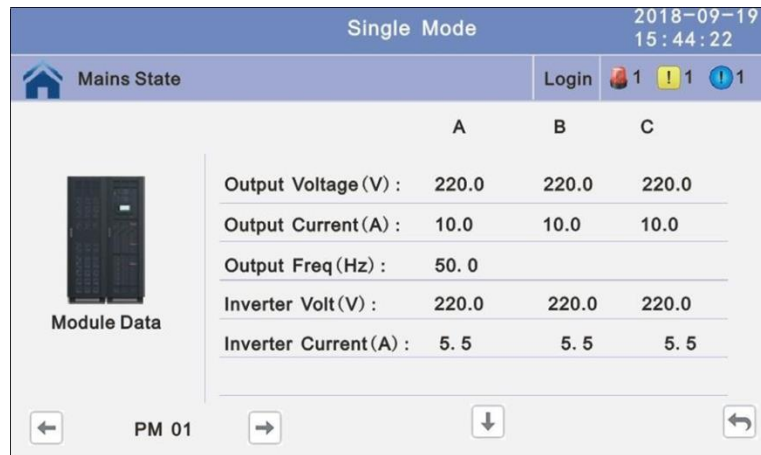 Single Mode
2018-09-19
15:44:22
Mains State
Login
1
! 1
! 1
A B C
Output Voltage(V): 220.0 220.0 220.0
Output Current(A): 10.0 10.0 10.0
Output Freq(Hz): 50.0
Inverter Volt(V): 220.0 220.0 220.0
Inverter Current(A): 5.5 5.5 5.5
Module Data
PM 01